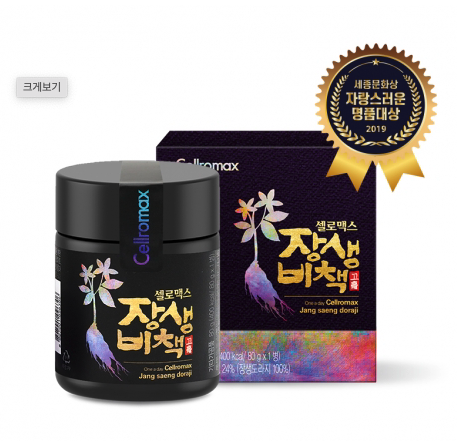 크게보기
세종문화상
자랑스러운
명품대상
2019
Cellromax
셀로맥스
장생
비책
고膏
One a day Cellromax
Jang saeng doraji
400 kcal/ 80 g x 1병)
24% (장생도라지 100%)
Cellromax
셀로맥스
장생
비책
One a day Cellromax
Jang saeng doraji